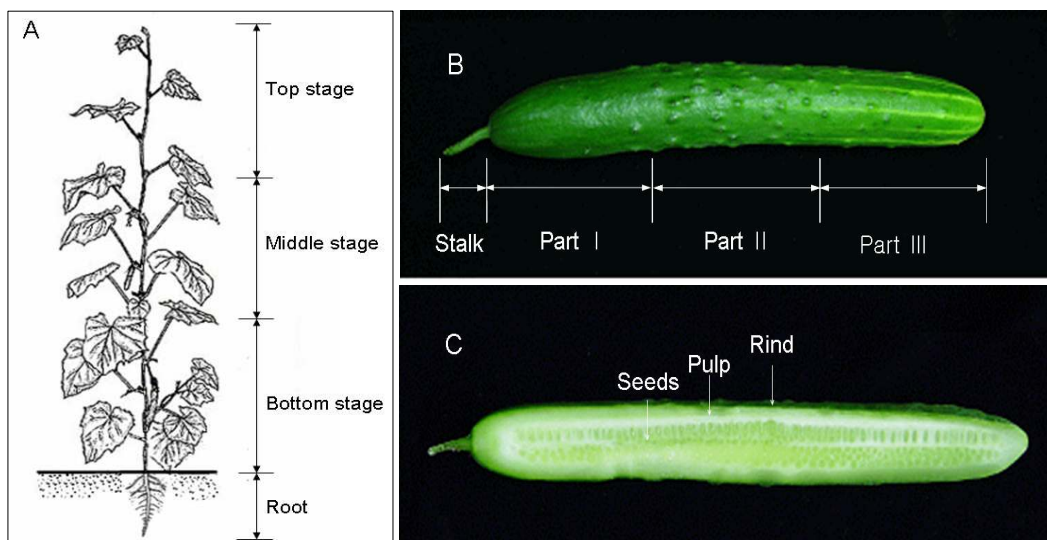 A
Top stage
Middle stage
Bottom stage
Root
B
Stalk
Part I
Part II
Part III
C
Seeds
Pulp
Rind